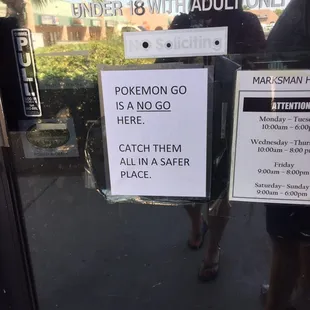 UNDER 18 WITH ADULT ONLY
No Soliciting
PULL
POKEMON GO
IS A NO GO
HERE.
CATCH THEM
ALL IN A SAFER
PLACE.
MARKSMAN H
ATTENTION
Monday – Tues
10:00am – 6:00p
Wednesday –Thur
10:00am – 8:00 p
Friday
9:00am – 8:00pm
Saturday– Sunday
9:00am – 6:00pm